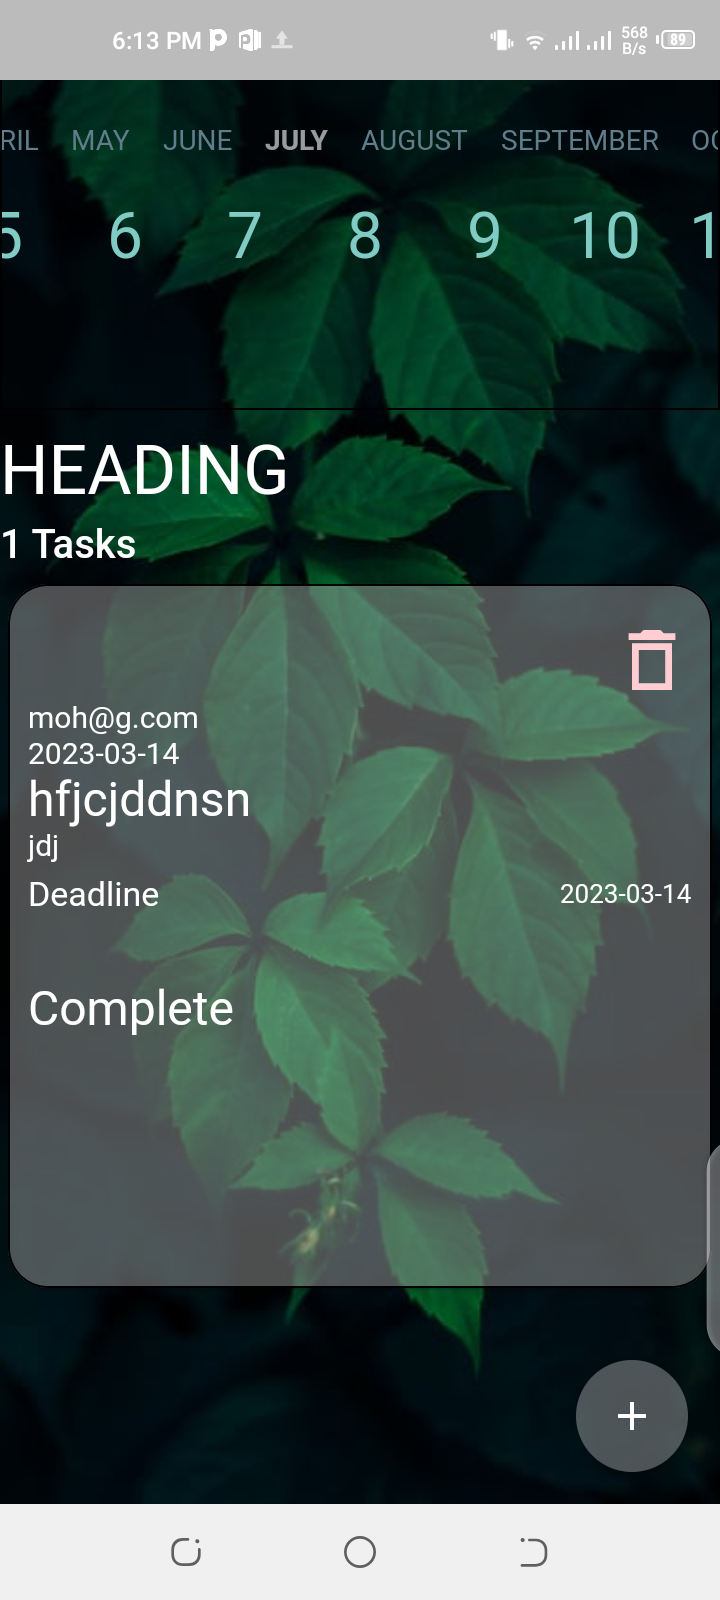 6:13 PM 568 B/s 89
RIL MAY JUNE JULY AUGUST SEPTEMBER OC
5 6 7 8 9 10 1
HEADING
1 Tasks
moh@g.com
2023-03-14
hfjcjddnsn
jdj
Deadline 2023-03-14
Complete
+